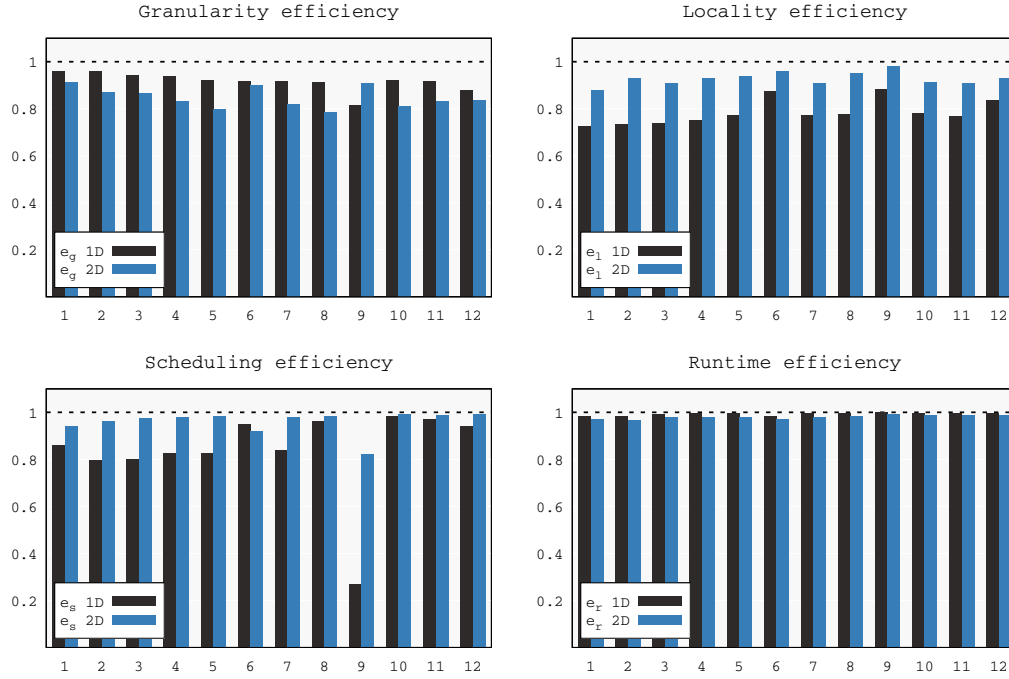 Granularity efficiency
1
0.8
0.6
0.4
0.2
e_g 1D
e_g 2D
1 2 3 4 5 6 7 8 9 10 11 12
Locality efficiency
1
0.8
0.6
0.4
0.2
e_l 1D
e_l 2D
1 2 3 4 5 6 7 8 9 10 11 12
Scheduling efficiency
1
0.8
0.6
0.4
0.2
e_s 1D
e_s 2D
1 2 3 4 5 6 7 8 9 10 11 12
Runtime efficiency
1
0.8
0.6
0.4
0.2
e_r 1D
e_r 2D
1 2 3 4 5 6 7 8 9 10 11 12